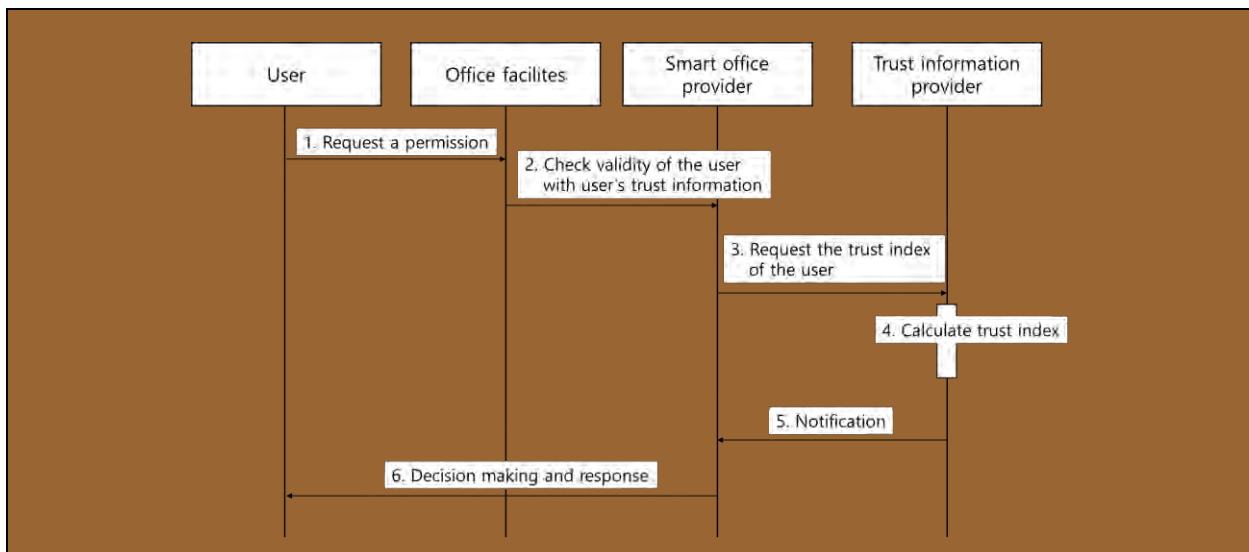 User
Office facilites
Smart office
provider
Trust information
provider
1. Request a permission
2. Check validity of the user
with user's trust information
3. Request the trust index
of the user
4. Calculate trust index
5. Notification
6. Decision making and response